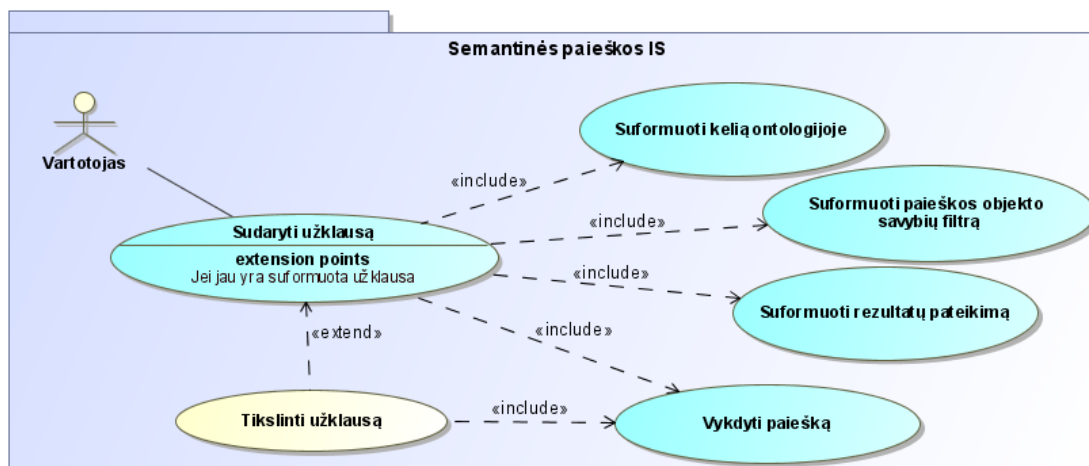 Semantinės paieškos IS
Vartotojas
Suformuoti kelią ontologijoje
«include»
Suformuoti paieškos objekto
savybių filtrą
«include»
Sudaryti užklausą
extension points
Jei jau yra suformuota užklausa
«include»
Suformuoti rezultatų pateikimą
«extend»
«include»
Tikslinti užklausą
«include»
Vykdyti paiešką